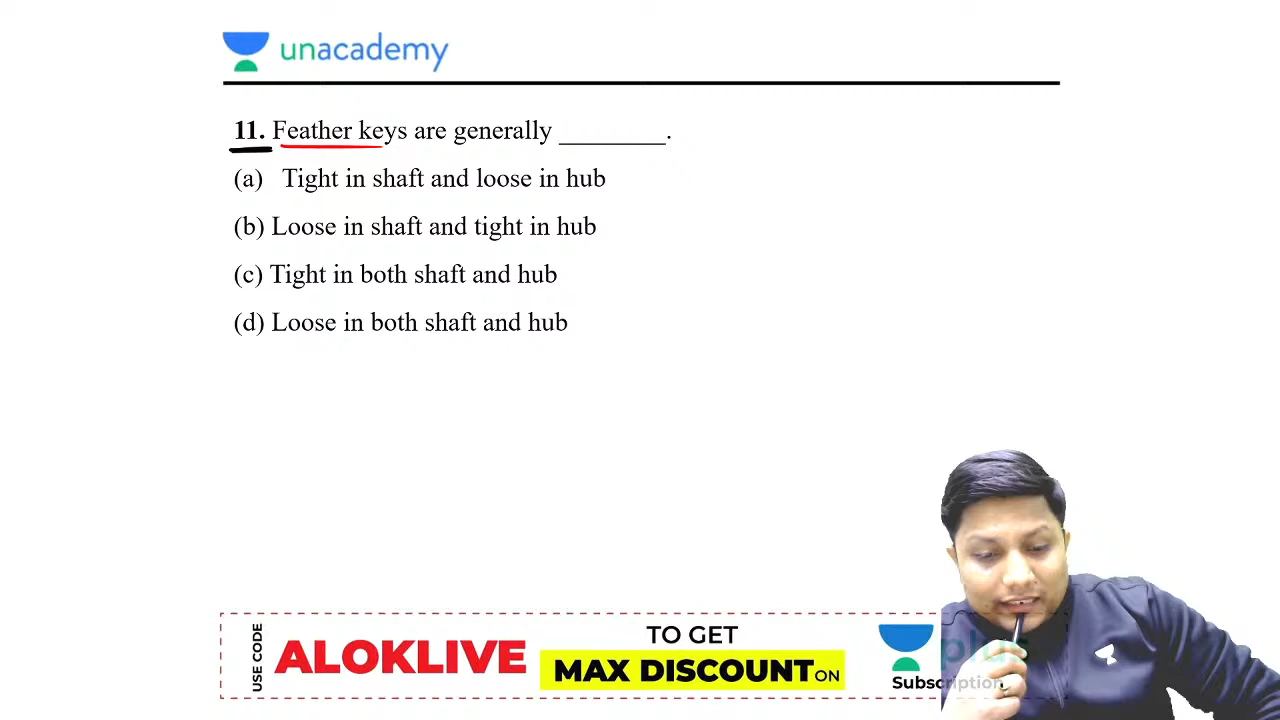 unacademy
11. Feather keys are generally ________.
(a) Tight in shaft and loose in hub
(b) Loose in shaft and tight in hub
(c) Tight in both shaft and hub
(d) Loose in both shaft and hub
USE CODE
ALOKLIVE
TO GET
MAX DISCOUNT ON
plus
Subscription